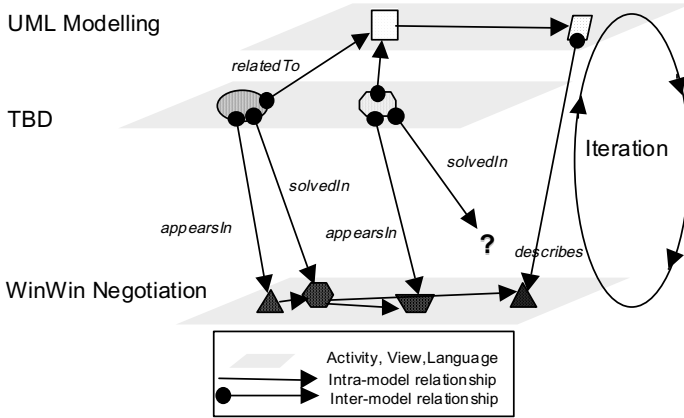 UML Modelling
relatedTo
TBD
solvedIn
Iteration
solvedIn
appearsIn
appearsIn
?
describes
WinWin Negotiation
Activity, View,Language
Intra-model relationship
Inter-model relationship